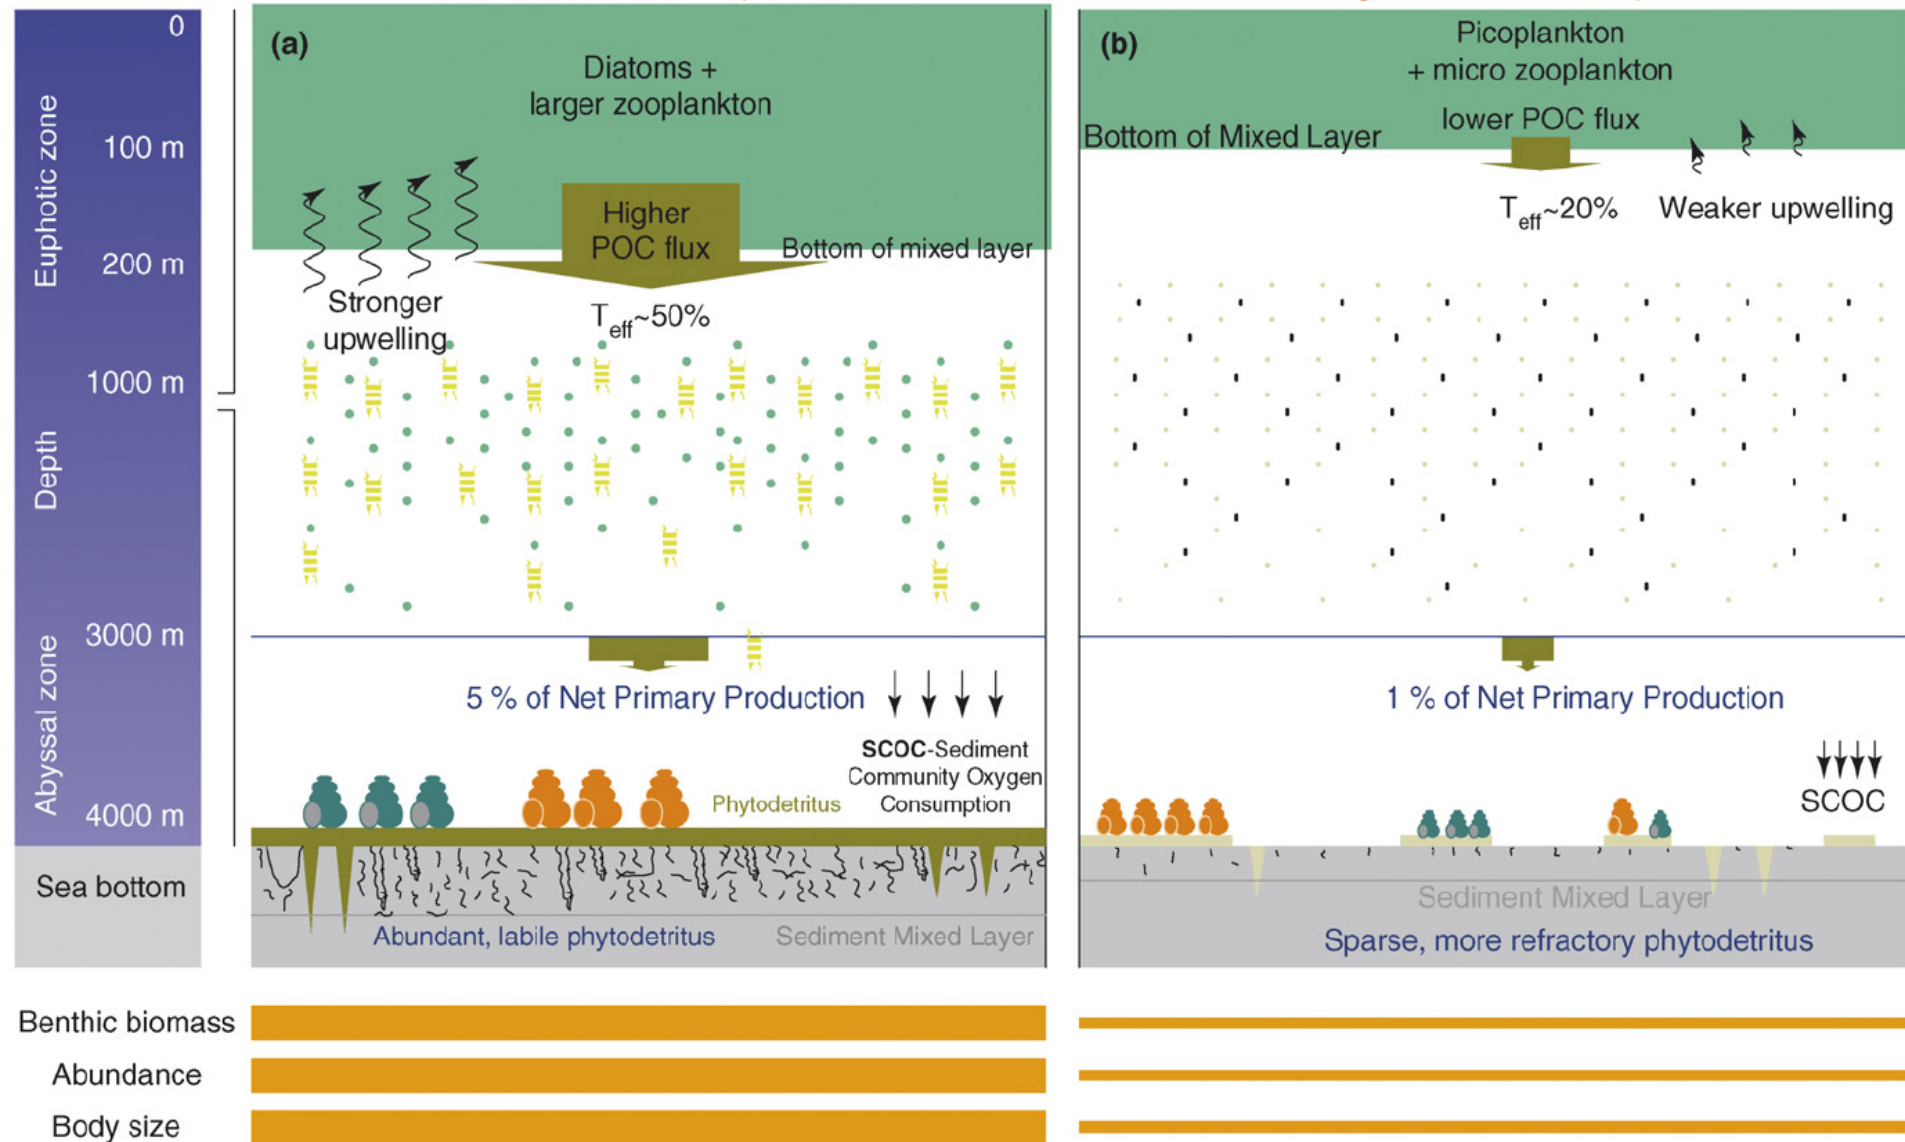 0
100 m
200 m
1000 m
3000 m
4000 m
Euphotic zone
Depth
Abyssal zone
Sea bottom
(a)
Diatoms +
larger zooplankton
Higher
POC flux
Bottom of mixed layer
Stronger
upwelling
Teff~50%
5 % of Net Primary Production
SCOC-Sediment
Community Oxygen
Consumption
Phytodetritus
Abundant, labile phytodetritus
Sediment Mixed Layer
(b)
Picoplankton
+ micro zooplankton
lower POC flux
Bottom of Mixed Layer
Teff~20%
Weaker upwelling
1 % of Net Primary Production
SCOC
Sediment Mixed Layer
Sparse, more refractory phytodetritus
Benthic biomass
Abundance
Body size